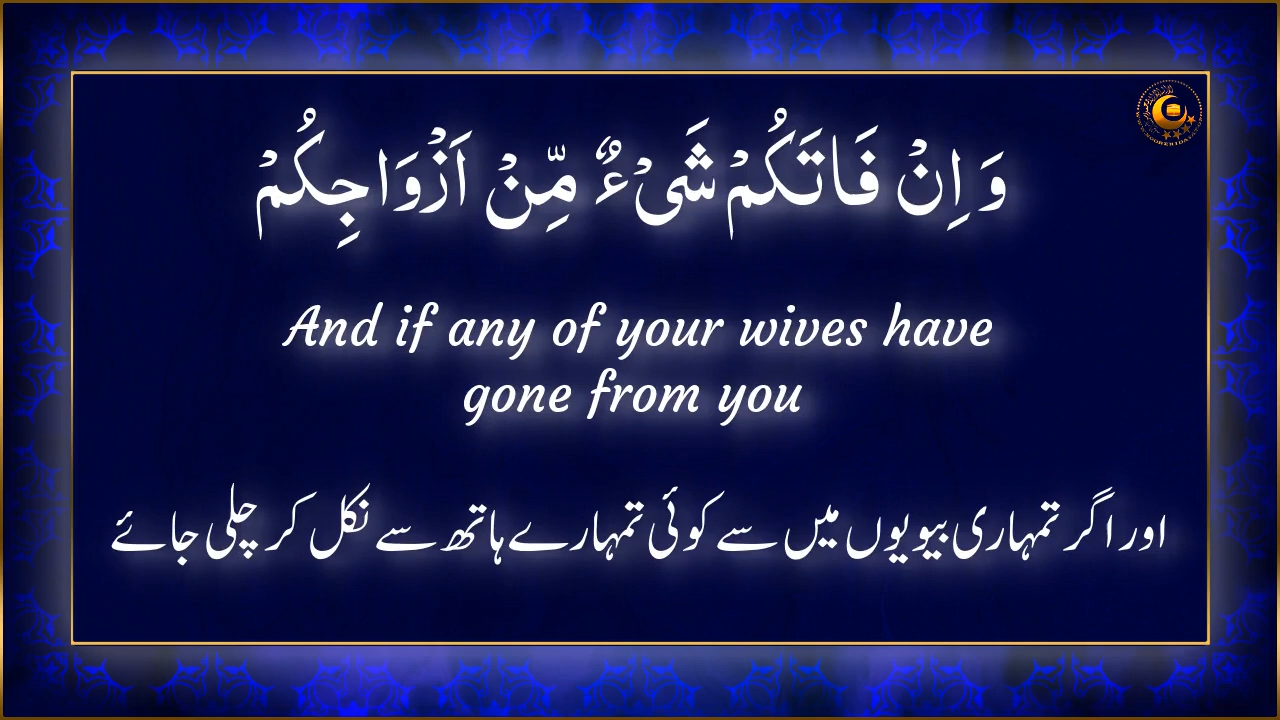 وَ اِنۡ فَاتَكُمۡ شَیۡءٌ مِّنۡ اَزۡوَاجِكُمۡ
And if any of your wives have
gone from you
اور اگر تمہاری بیویوں میں سے کوئی تمہارے ہاتھ سے نکل کر چلی جائے